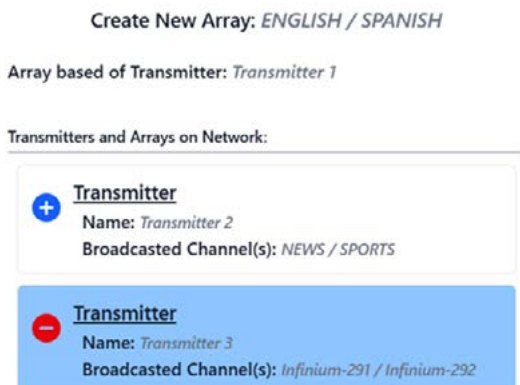 Create New Array: ENGLISH / SPANISH
Array based of Transmitter: Transmitter 1
Transmitters and Arrays on Network:
Transmitter
Name: Transmitter 2
Broadcasted Channel(s): NEWS / SPORTS
Transmitter
Name: Transmitter 3
Broadcasted Channel(s): Infinium-291 / Infinium-292